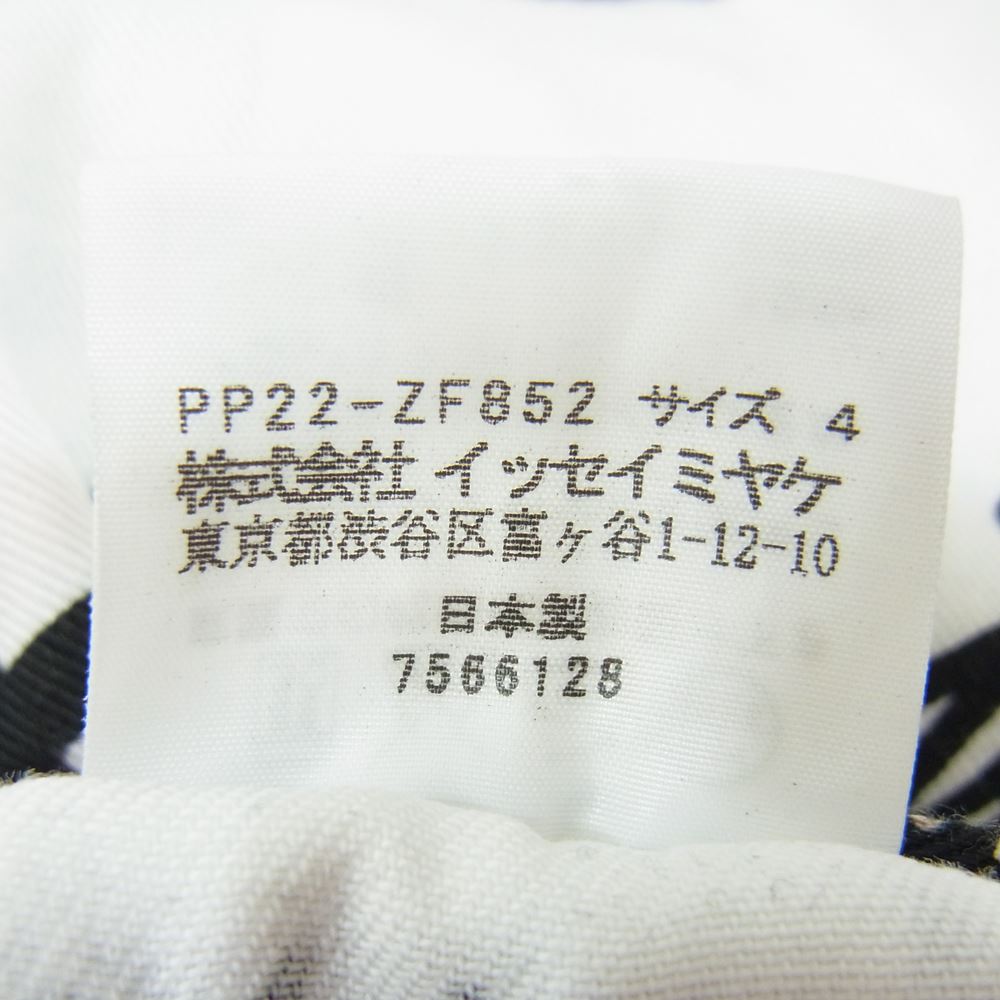 PP22-ZF852 サイズ 4
株式会社 イッセイミヤケ
東京都渋谷区富ヶ谷1-12-10
日本製
7566128